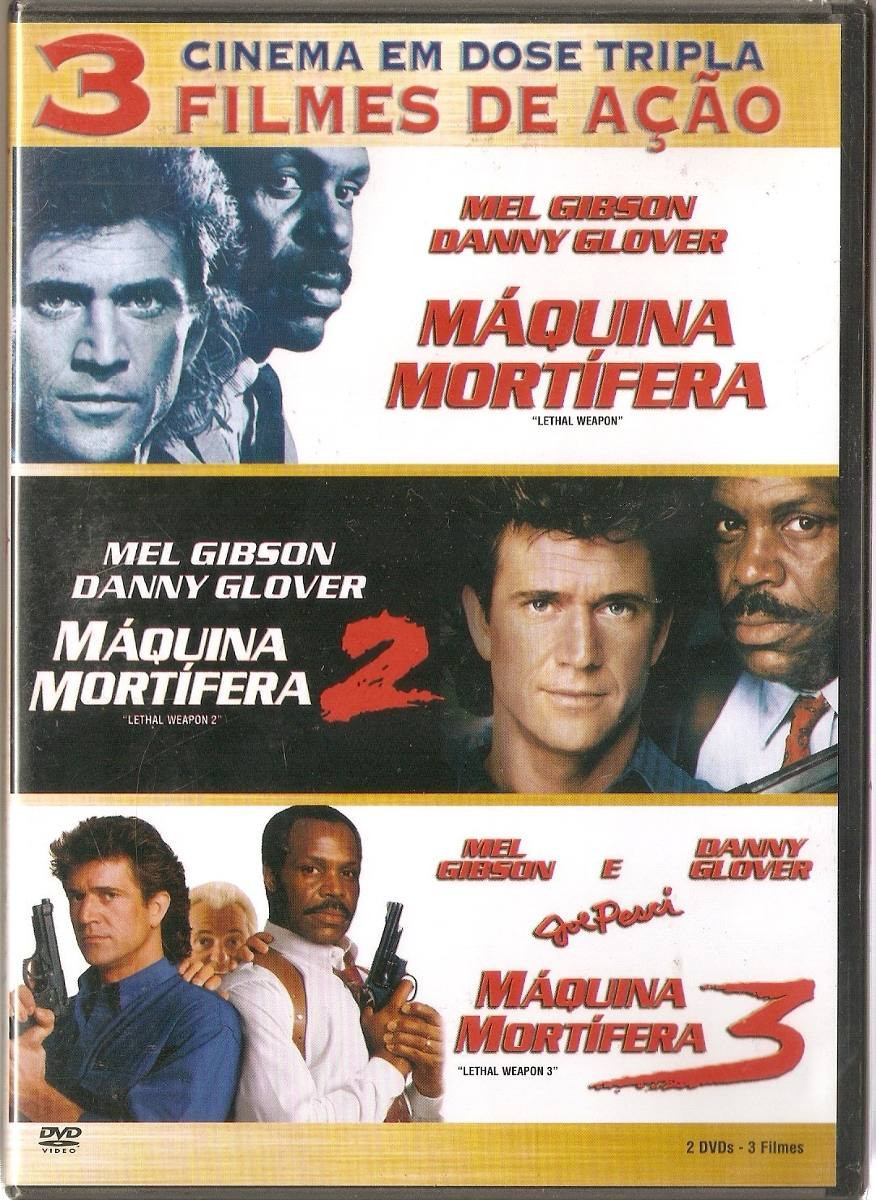 3 CINEMA EM DOSE TRIPLA
FILMES DE AÇÃO
MEL GIBSON
DANNY GLOVER
MÁQUINA
MORTÍFERA
"LETHAL WEAPON"
MEL GIBSON
DANNY GLOVER
MÁQUINA
MORTÍFERA 2
"LETHAL WEAPON 2"
MEL GIBSON E DANNY GLOVER
Joe Pesci
MÁQUINA
MORTÍFERA 3
"LETHAL WEAPON 3"
DVD
VIDEO
2 DVDs - 3 Filmes